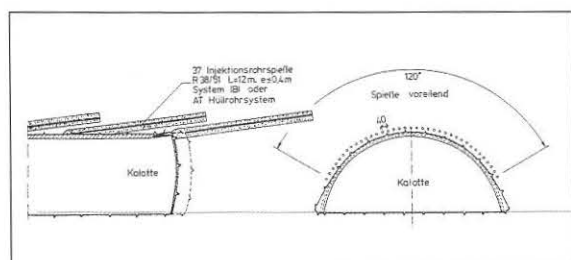 37 Injektionsrohrspieße
R 38/51 L=12m, e≤0,4m
System IBI oder
AT Hüllrohrsystem
120°
Spieße voreilend
40
Kalotte
Kalotte